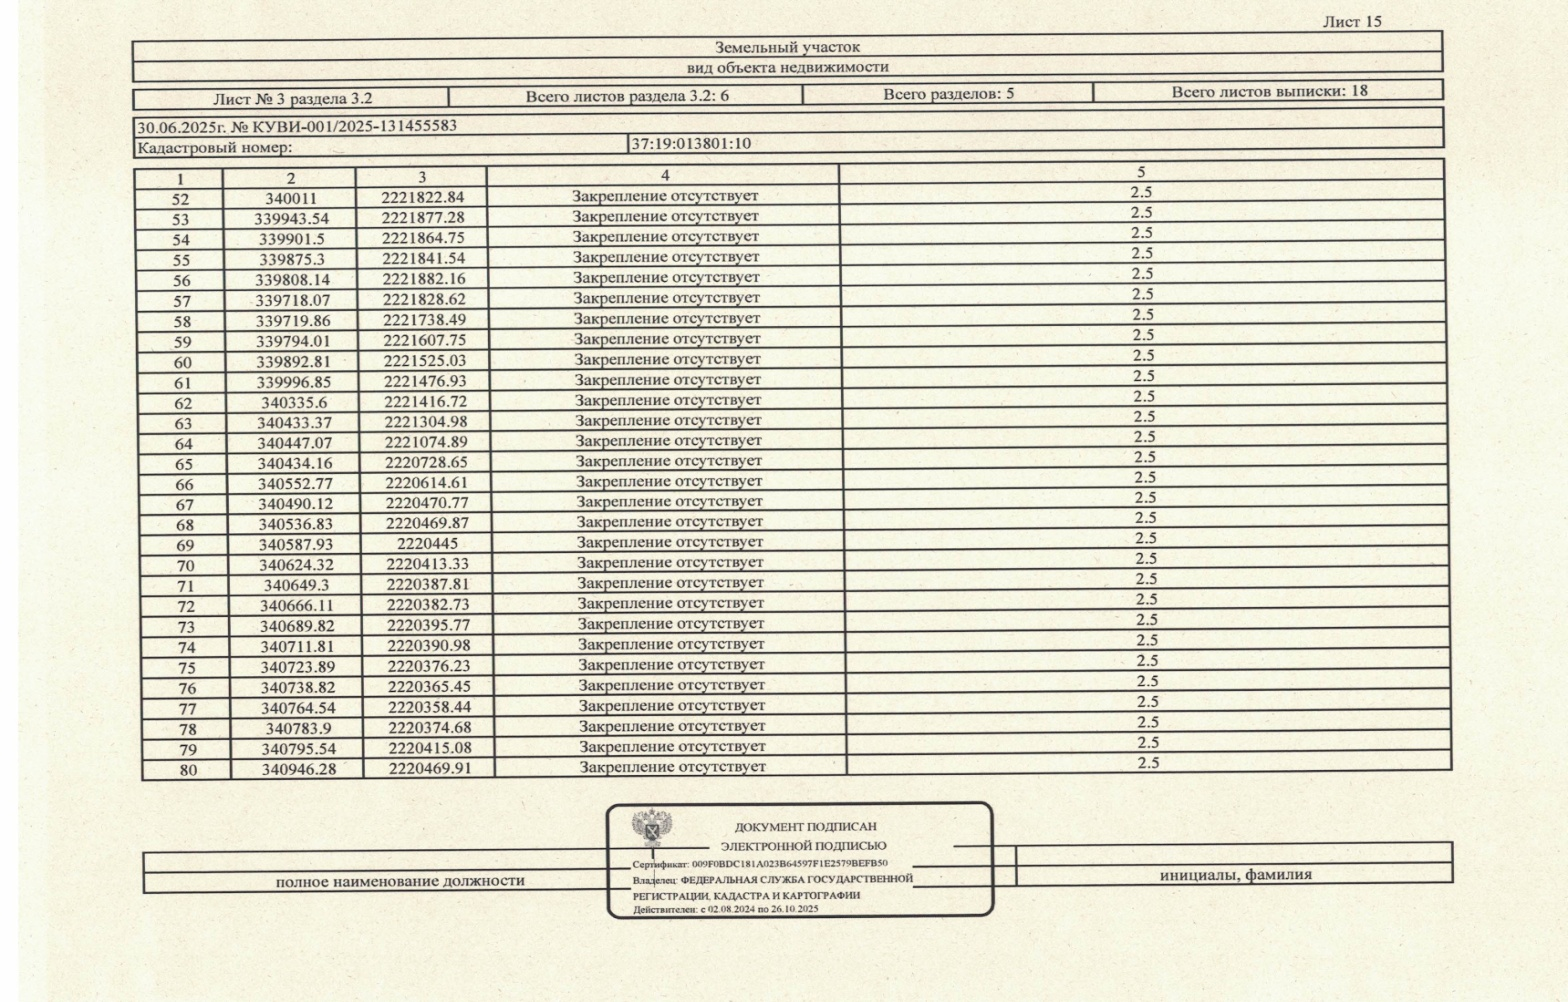 Лист 15
Земельный участок
вид объекта недвижимости
Лист № 3 раздела 3.2 Всего листов раздела 3.2: 6 Всего разделов: 5 Всего листов выписки: 18
30.06.2025г. № КУВИ-001/2025-131455583
Кадастровый номер: 37:19:013801:10
1 2 3 4 5
52 340011 2221822.84 Закрепление отсутствует 2.5
53 339943.54 2221877.28 Закрепление отсутствует 2.5
54 339901.5 2221864.75 Закрепление отсутствует 2.5
55 339875.3 2221841.54 Закрепление отсутствует 2.5
56 339808.14 2221882.16 Закрепление отсутствует 2.5
57 339718.07 2221828.62 Закрепление отсутствует 2.5
58 339719.86 2221738.49 Закрепление отсутствует 2.5
59 339794.01 2221607.75 Закрепление отсутствует 2.5
60 339892.81 2221525.03 Закрепление отсутствует 2.5
61 339996.85 2221476.93 Закрепление отсутствует 2.5
62 340335.6 2221416.72 Закрепление отсутствует 2.5
63 340433.37 2221304.98 Закрепление отсутствует 2.5
64 340447.07 2221074.89 Закрепление отсутствует 2.5
65 340434.16 2220728.65 Закрепление отсутствует 2.5
66 340552.77 2220614.61 Закрепление отсутствует 2.5
67 340490.12 2220470.77 Закрепление отсутствует 2.5
68 340536.83 2220469.87 Закрепление отсутствует 2.5
69 340587.93 2220445 Закрепление отсутствует 2.5
70 340624.32 2220413.33 Закрепление отсутствует 2.5
71 340649.3 2220387.81 Закрепление отсутствует 2.5
72 340666.11 2220382.73 Закрепление отсутствует 2.5
73 340689.82 2220395.77 Закрепление отсутствует 2.5
74 340711.81 2220390.98 Закрепление отсутствует 2.5
75 340723.89 2220376.23 Закрепление отсутствует 2.5
76 340738.82 2220365.45 Закрепление отсутствует 2.5
77 340764.54 2220358.44 Закрепление отсутствует 2.5
78 340783.9 2220374.68 Закрепление отсутствует 2.5
79 340795.54 2220415.08 Закрепление отсутствует 2.5
80 340946.28 2220469.91 Закрепление отсутствует 2.5
ДОКУМЕНТ ПОДПИСАН
ЭЛЕКТРОННОЙ ПОДПИСЬЮ
Сертификат: 009F0BDC181A023B64597F1E2579BEFB50
Владелец: ФЕДЕРАЛЬНАЯ СЛУЖБА ГОСУДАРСТВЕННОЙ
РЕГИСТРАЦИИ, КАДАСТРА И КАРТОГРАФИИ
Действителен: с 02.08.2024 по 26.10.2025
полное наименование должности инициалы, фамилия